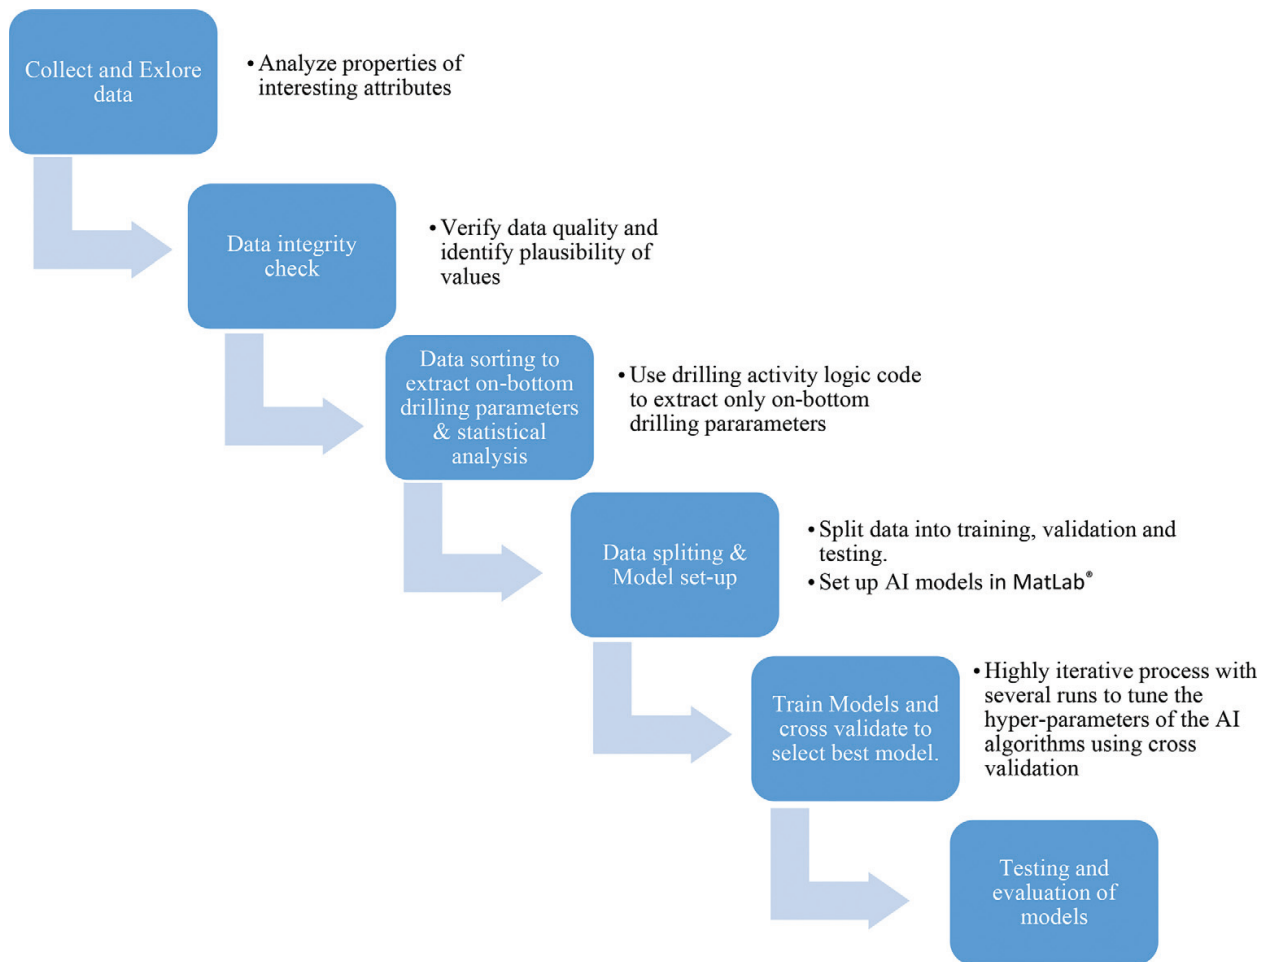 Collect and Exlore
data
• Analyze properties of
interesting attributes
Data integrity
check
• Verify data quality and
identify plausibility of
values
Data sorting to
extract on-bottom
drilling parameters
& statistical
analysis
• Use drilling activity logic code
to extract only on-bottom
drilling pararameters
Data spliting &
Model set-up
• Split data into training, validation and
testing.
• Set up AI models in MatLab®
Train Models and
cross validate to
select best model.
• Highly iterative process with
several runs to tune the
hyper-parameters of the AI
algorithms using cross
validation
Testing and
evaluation of
models